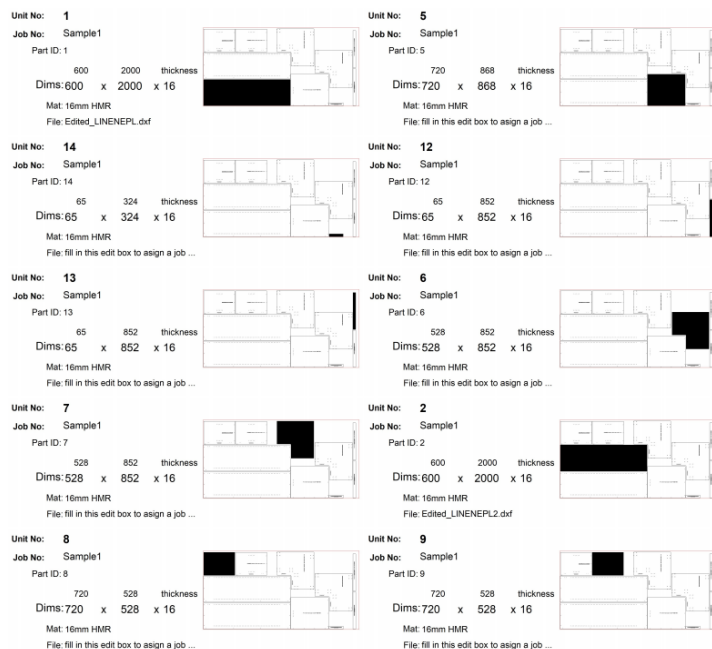 Unit No: 1
Job No: Sample1
Part ID: 1
600 2000 thickness
Dims: 600 x 2000 x 16
Mat: 16mm HMR
File: Edited_LINENEPL.dxf
Unit No: 5
Job No: Sample1
Part ID: 5
720 868 thickness
Dims: 720 x 868 x 16
Mat: 16mm HMR
File: fill in this edit box to asign a job ...
Unit No: 14
Job No: Sample1
Part ID: 14
65 324 thickness
Dims: 65 x 324 x 16
Mat: 16mm HMR
File: fill in this edit box to asign a job ...
Unit No: 12
Job No: Sample1
Part ID: 12
65 852 thickness
Dims: 65 x 852 x 16
Mat: 16mm HMR
File: fill in this edit box to asign a job ...
Unit No: 13
Job No: Sample1
Part ID: 13
65 852 thickness
Dims: 65 x 852 x 16
Mat: 16mm HMR
File: fill in this edit box to asign a job ...
Unit No: 6
Job No: Sample1
Part ID: 6
528 852 thickness
Dims: 528 x 852 x 16
Mat: 16mm HMR
File: fill in this edit box to asign a job ...
Unit No: 7
Job No: Sample1
Part ID: 7
528 852 thickness
Dims: 528 x 852 x 16
Mat: 16mm HMR
File: fill in this edit box to asign a job ...
Unit No: 2
Job No: Sample1
Part ID: 2
600 2000 thickness
Dims: 600 x 2000 x 16
Mat: 16mm HMR
File: Edited_LINENEPL2.dxf
Unit No: 8
Job No: Sample1
Part ID: 8
720 528 thickness
Dims: 720 x 528 x 16
Mat: 16mm HMR
File: fill in this edit box to asign a job ...
Unit No: 9
Job No: Sample1
Part ID: 9
720 528 thickness
Dims: 720 x 528 x 16
Mat: 16mm HMR
File: fill in this edit box to asign a job ...